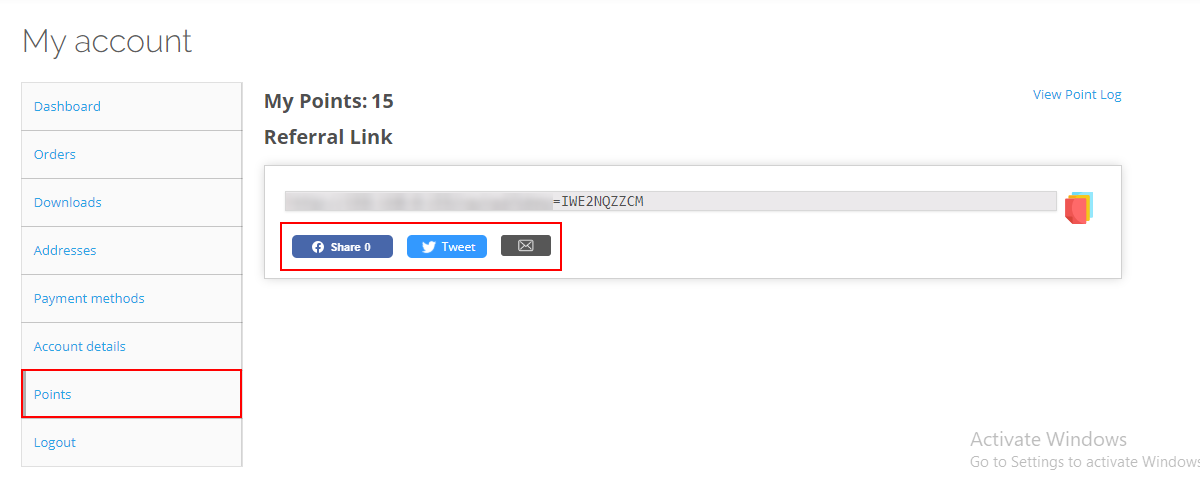 My account
Dashboard
Orders
Downloads
Addresses
Payment methods
Account details
Points
Logout
My Points: 15
View Point Log
Referral Link
=IWE2NQZZCM
Share 0
Tweet
Activate Windows
Go to Settings to activate Windows